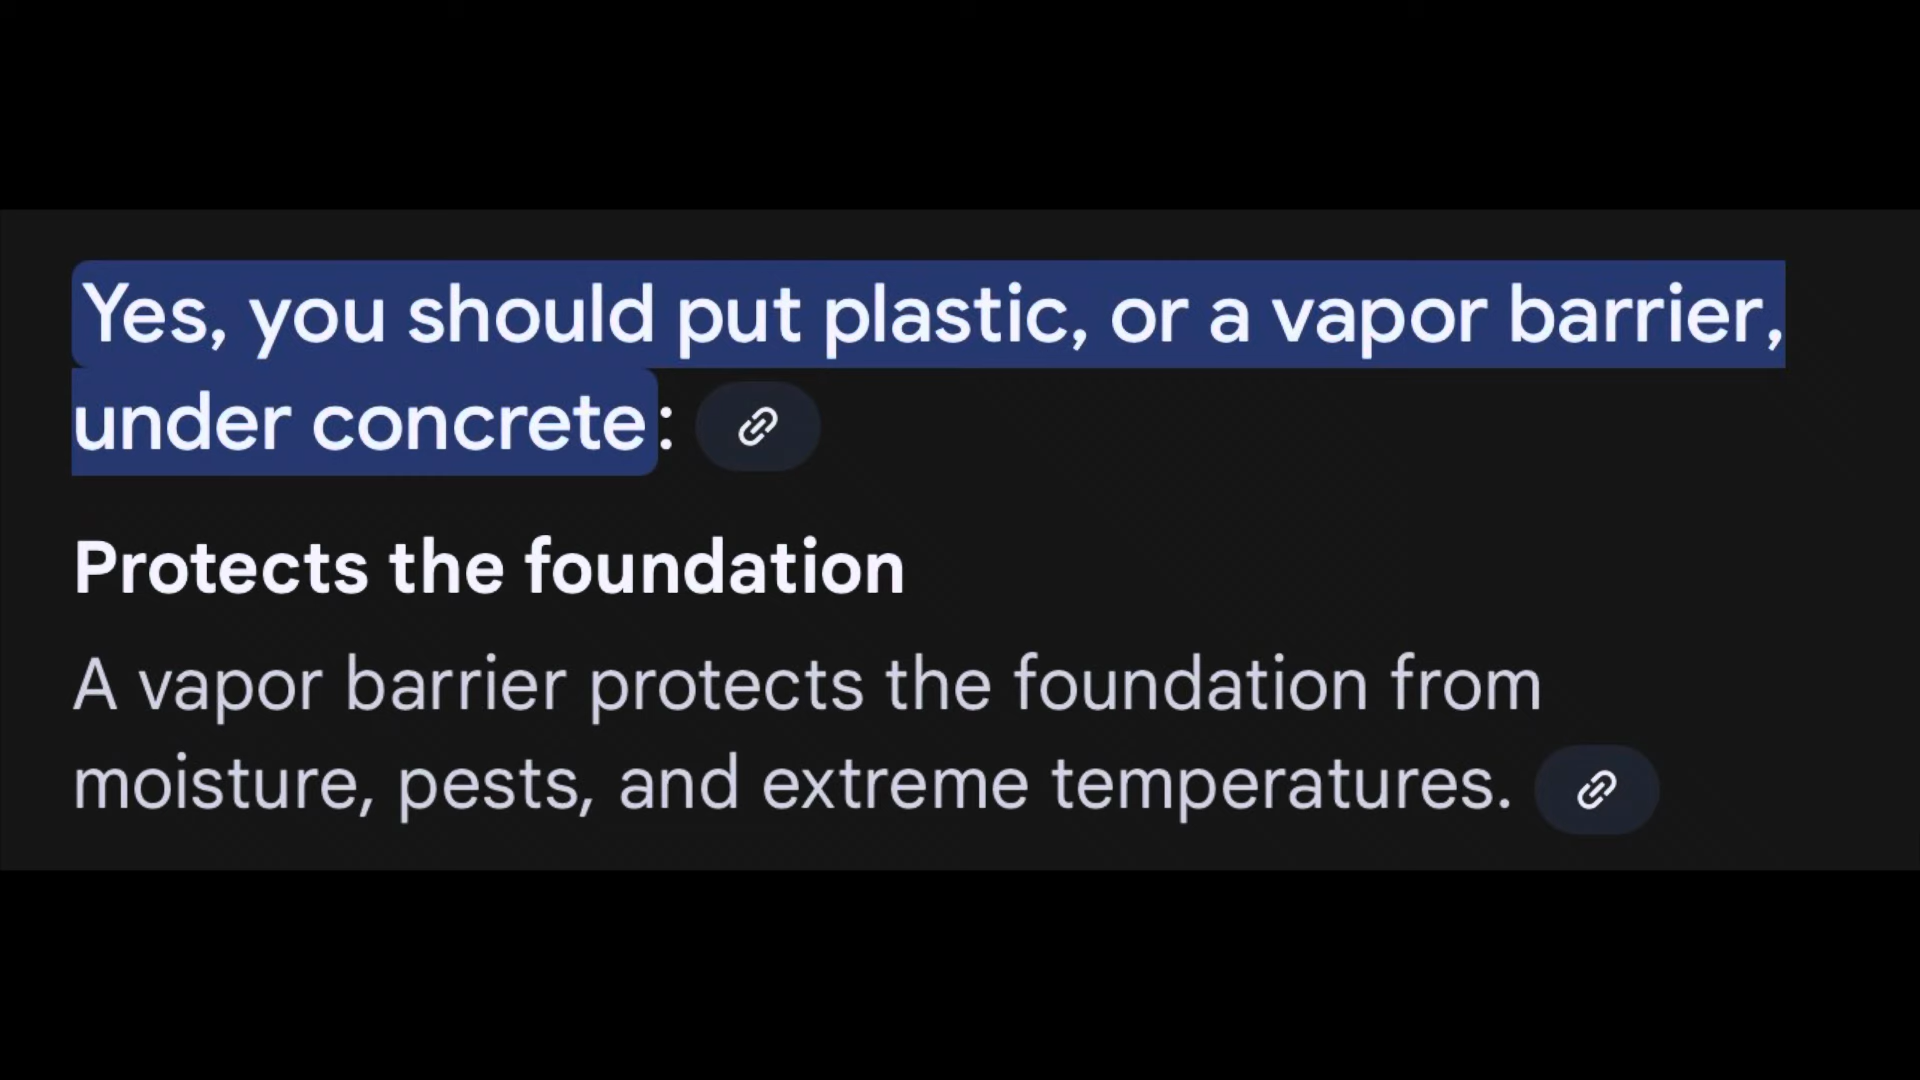 Yes, you should put plastic, or a vapor barrier,
under concrete:
Protects the foundation
A vapor barrier protects the foundation from
moisture, pests, and extreme temperatures.